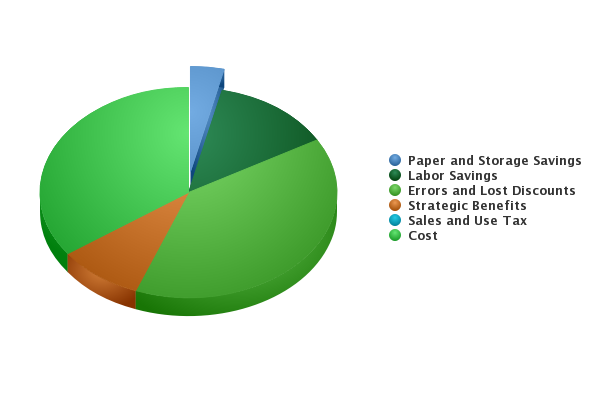 Paper and Storage Savings
Labor Savings
Errors and Lost Discounts
Strategic Benefits
Sales and Use Tax
Cost